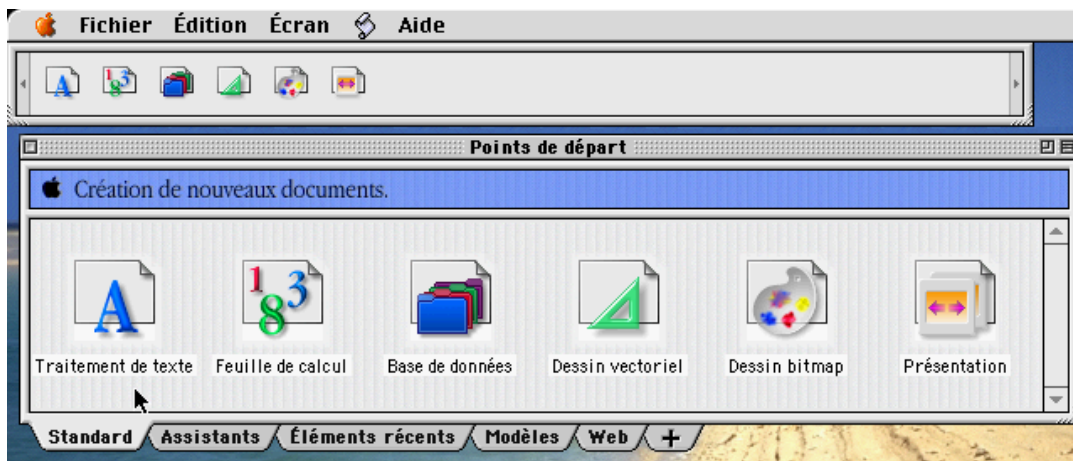 Fichier Édition Écran Aide
Points de départ
Création de nouveaux documents.
Traitement de texte Feuille de calcul Base de données Dessin vectoriel Dessin bitmap Présentation
Standard Assistants Éléments récents Modèles Web +